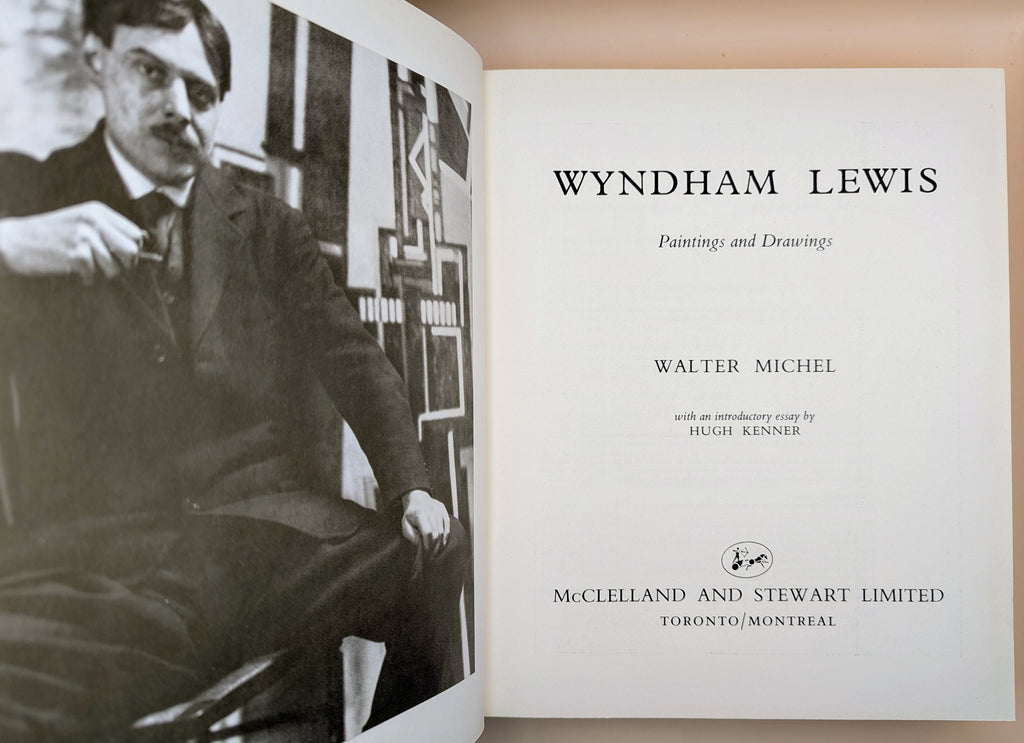 WYNDHAM LEWIS
Paintings and Drawings
WALTER MICHEL
with an introductory essay by
HUGH KENNER
McCLELLAND AND STEWART LIMITED
TORONTO/MONTREAL